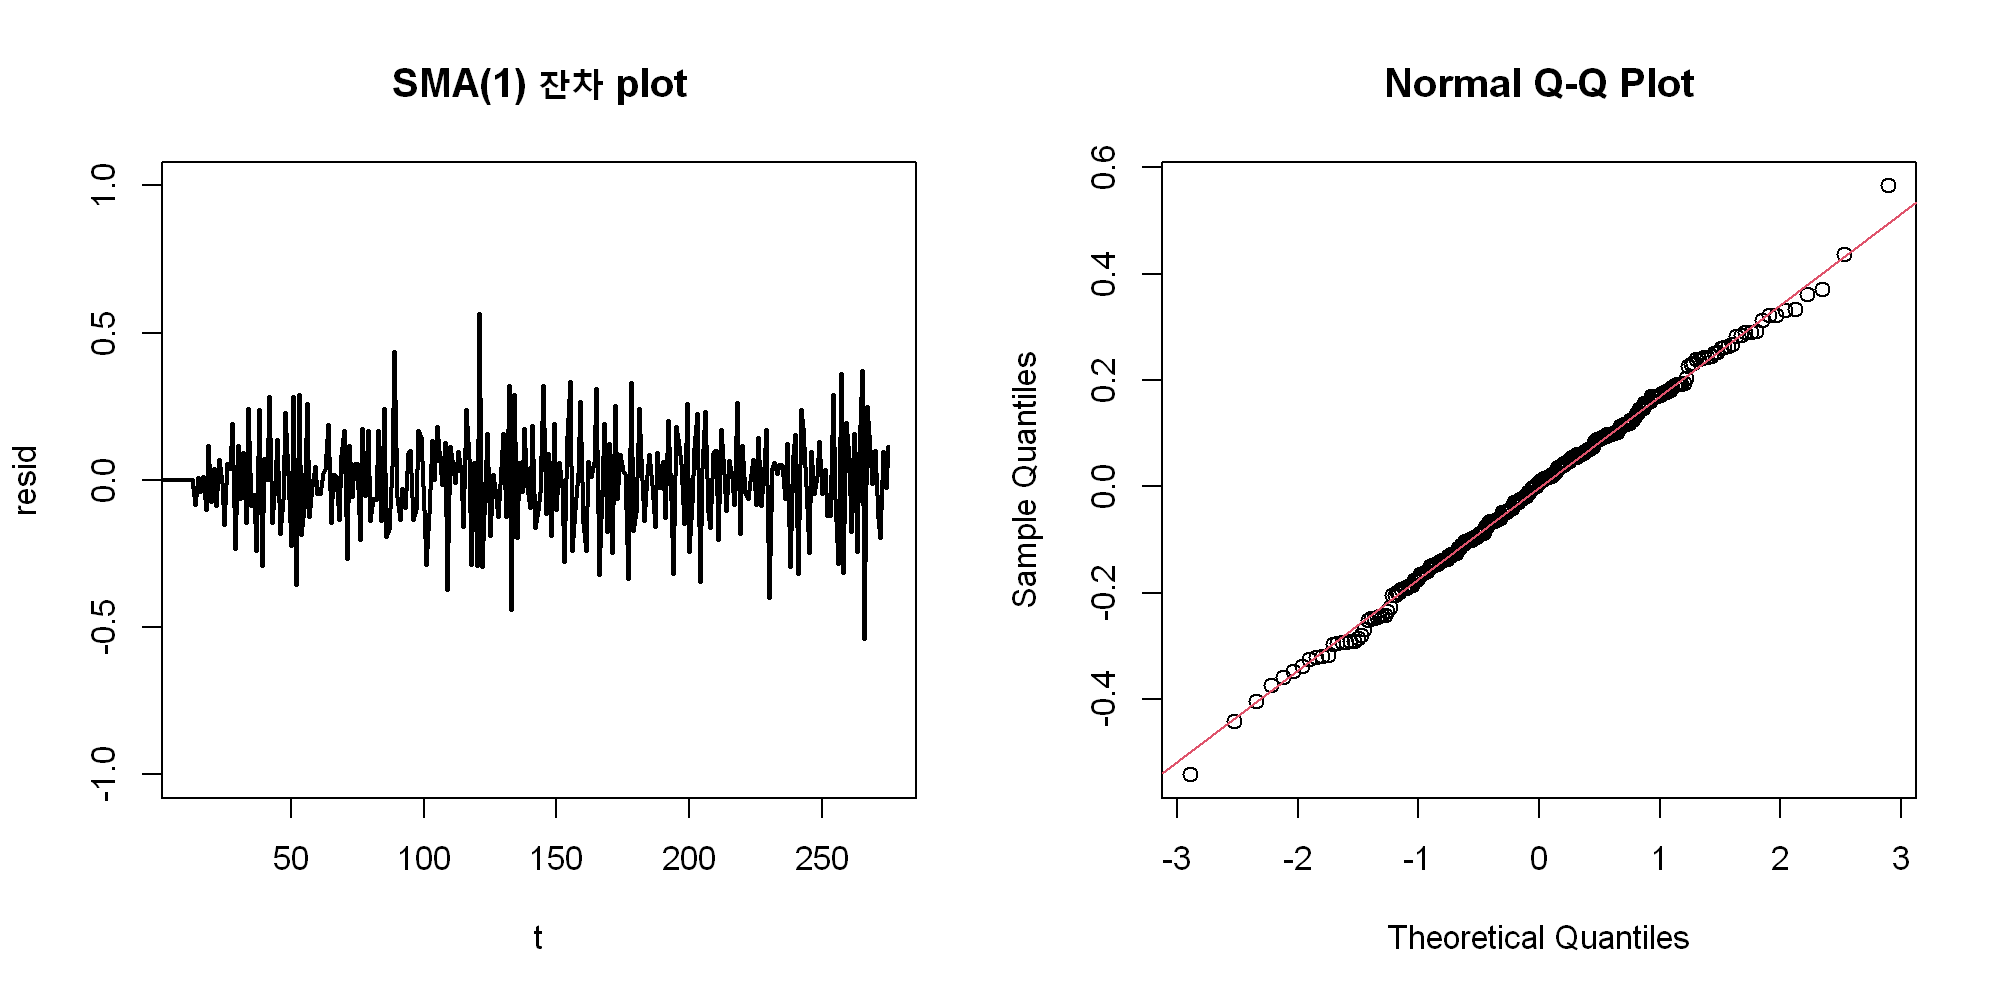 SMA(1) 잔차 plot
resid
1.0
0.5
0.0
-0.5
-1.0
50 100 150 200 250
t
Normal Q-Q Plot
Sample Quantiles
0.6
0.4
0.2
0.0
-0.2
-0.4
-3 -2 -1 0 1 2 3
Theoretical Quantiles